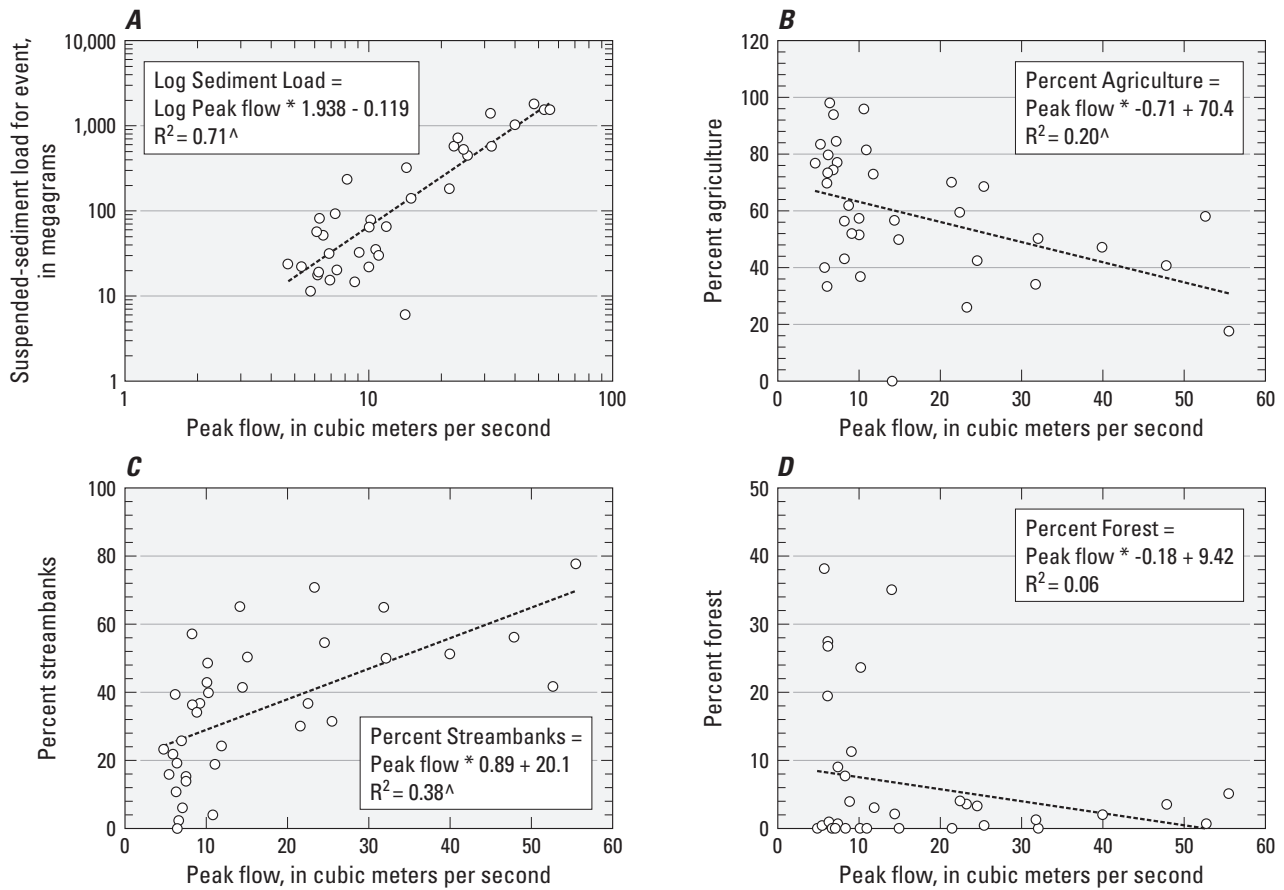 A
Suspended-sediment load for event,
in megagrams
10,000
1,000
100
10
1
Log Sediment Load =
Log Peak flow * 1.938 - 0.119
R² = 0.71^
1
10
100
Peak flow, in cubic meters per second
B
Percent agriculture
120
100
80
60
40
20
0
Percent Agriculture =
Peak flow * -0.71 + 70.4
R² = 0.20^
0
10
20
30
40
50
60
Peak flow, in cubic meters per second
C
Percent streambanks
100
80
60
40
20
0
Percent Streambanks =
Peak flow * 0.89 + 20.1
R² = 0.38^
0
10
20
30
40
50
60
Peak flow, in cubic meters per second
D
Percent forest
50
40
30
20
10
0
Percent Forest =
Peak flow * -0.18 + 9.42
R² = 0.06
0
10
20
30
40
50
60
Peak flow, in cubic meters per second